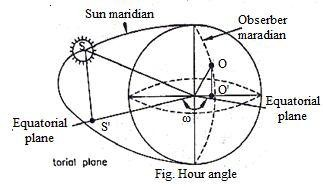 Sun maridian
Obserber
maradian
S
O
O'
Equatorial
plane
Equatorial
plane
S'
ω
torial plane
Fig. Hour angle